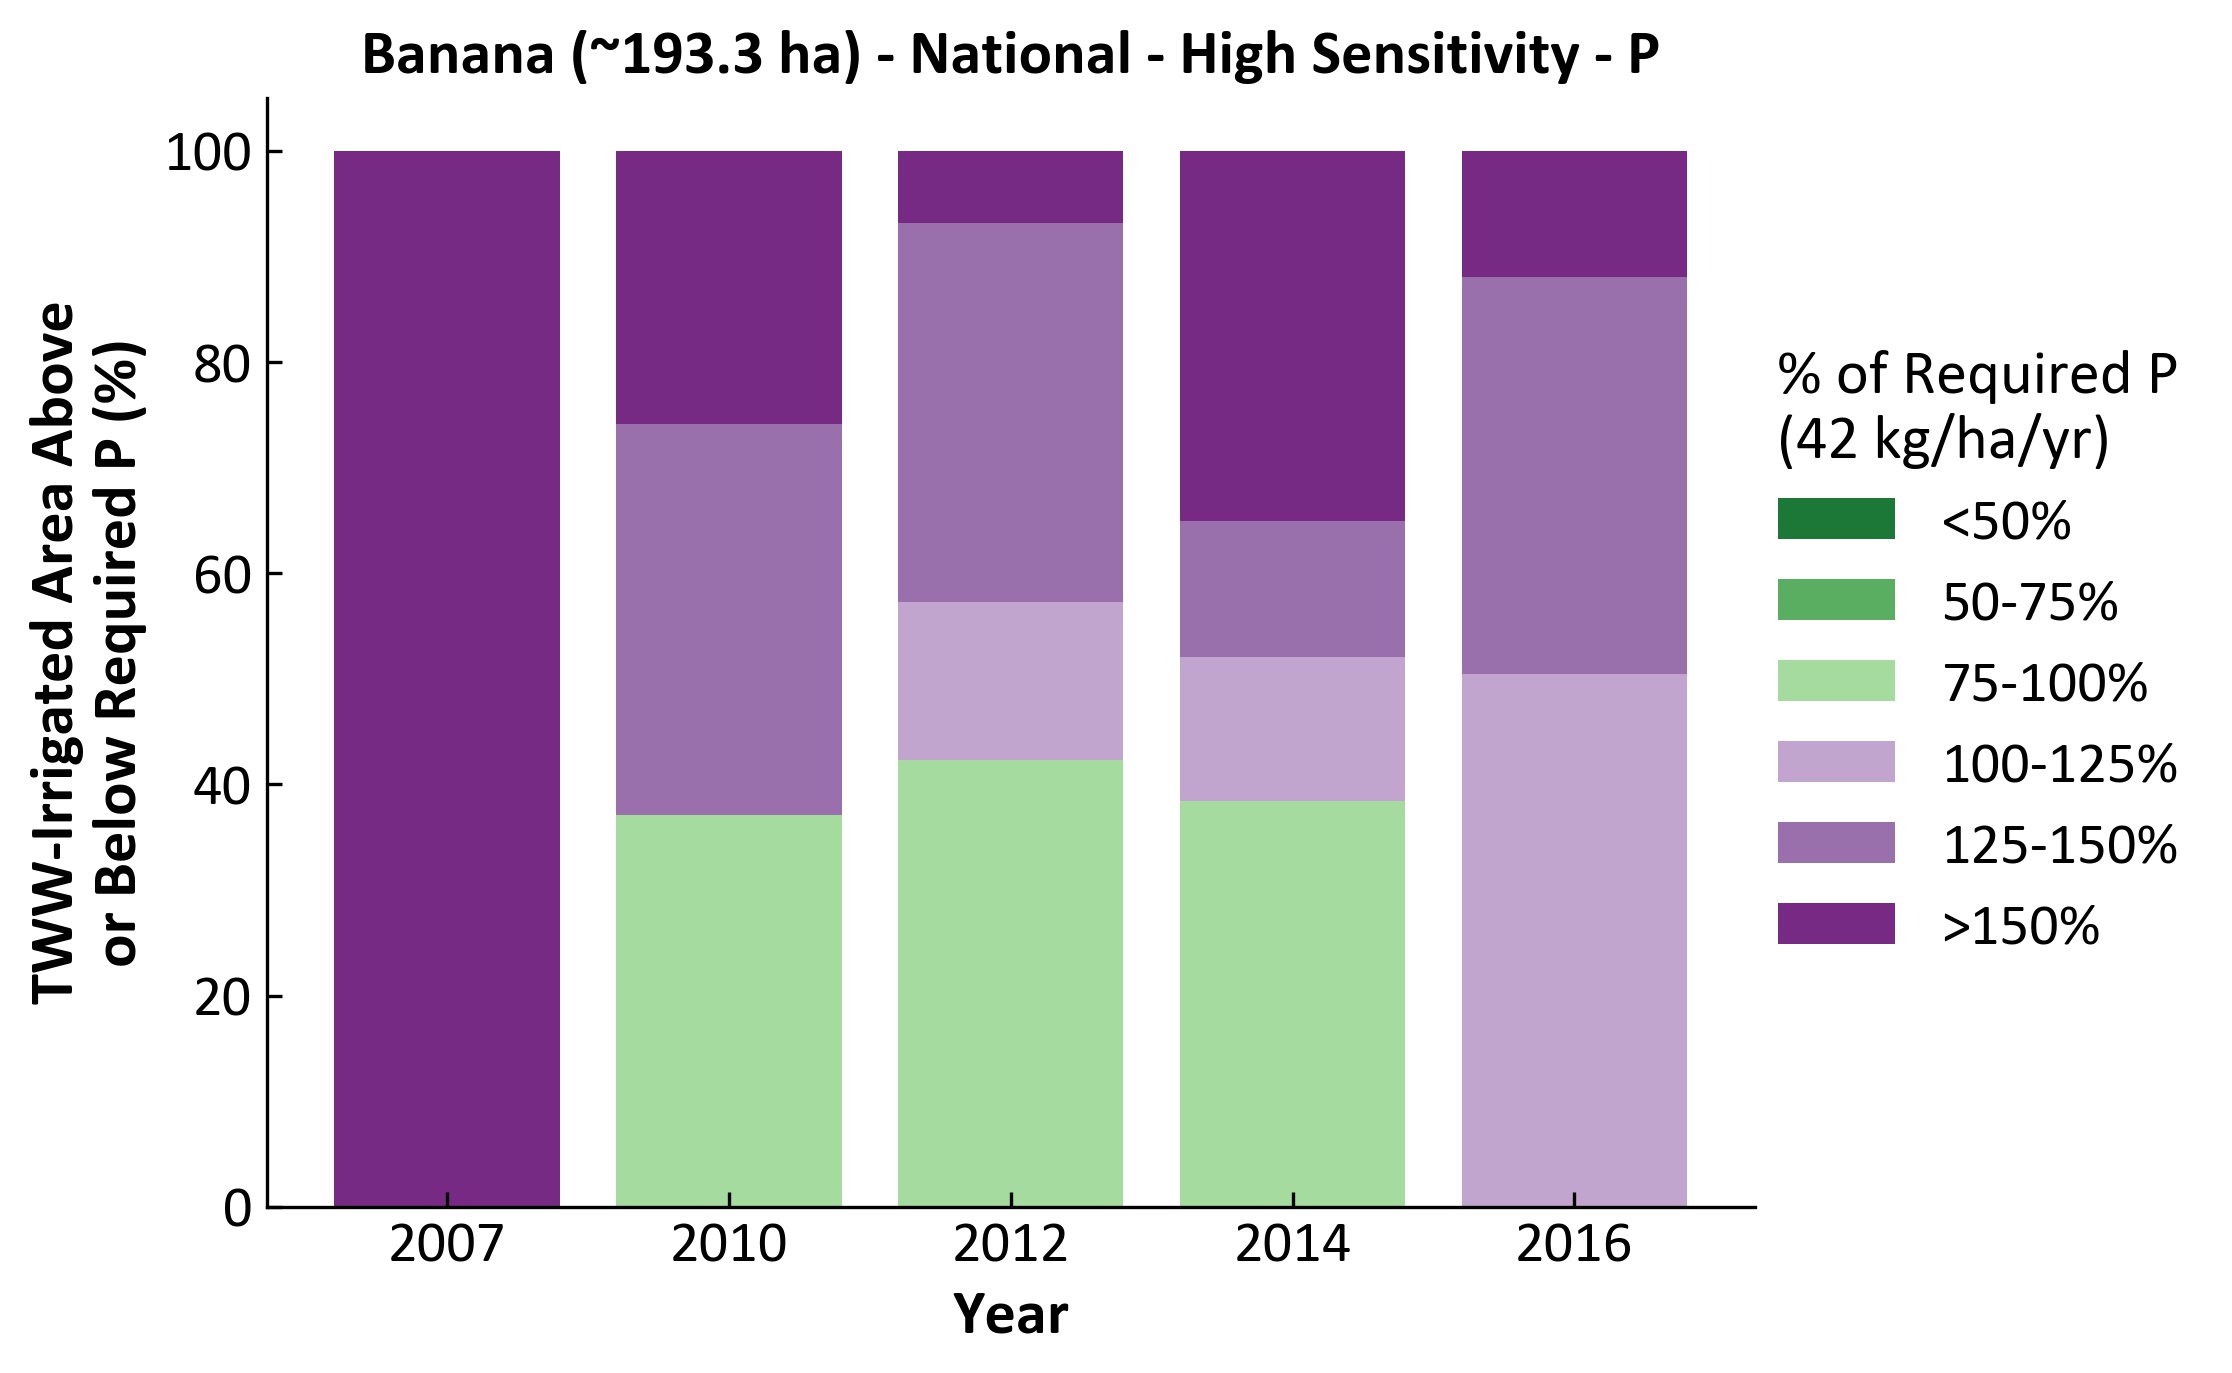 Banana (~193.3 ha) - National - High Sensitivity - P
TWW-Irrigated Area Above
or Below Required P (%)
100
80
60
40
20
0
2007
2010
2012
2014
2016
Year
% of Required P
(42 kg/ha/yr)
<50%
50-75%
75-100%
100-125%
125-150%
>150%